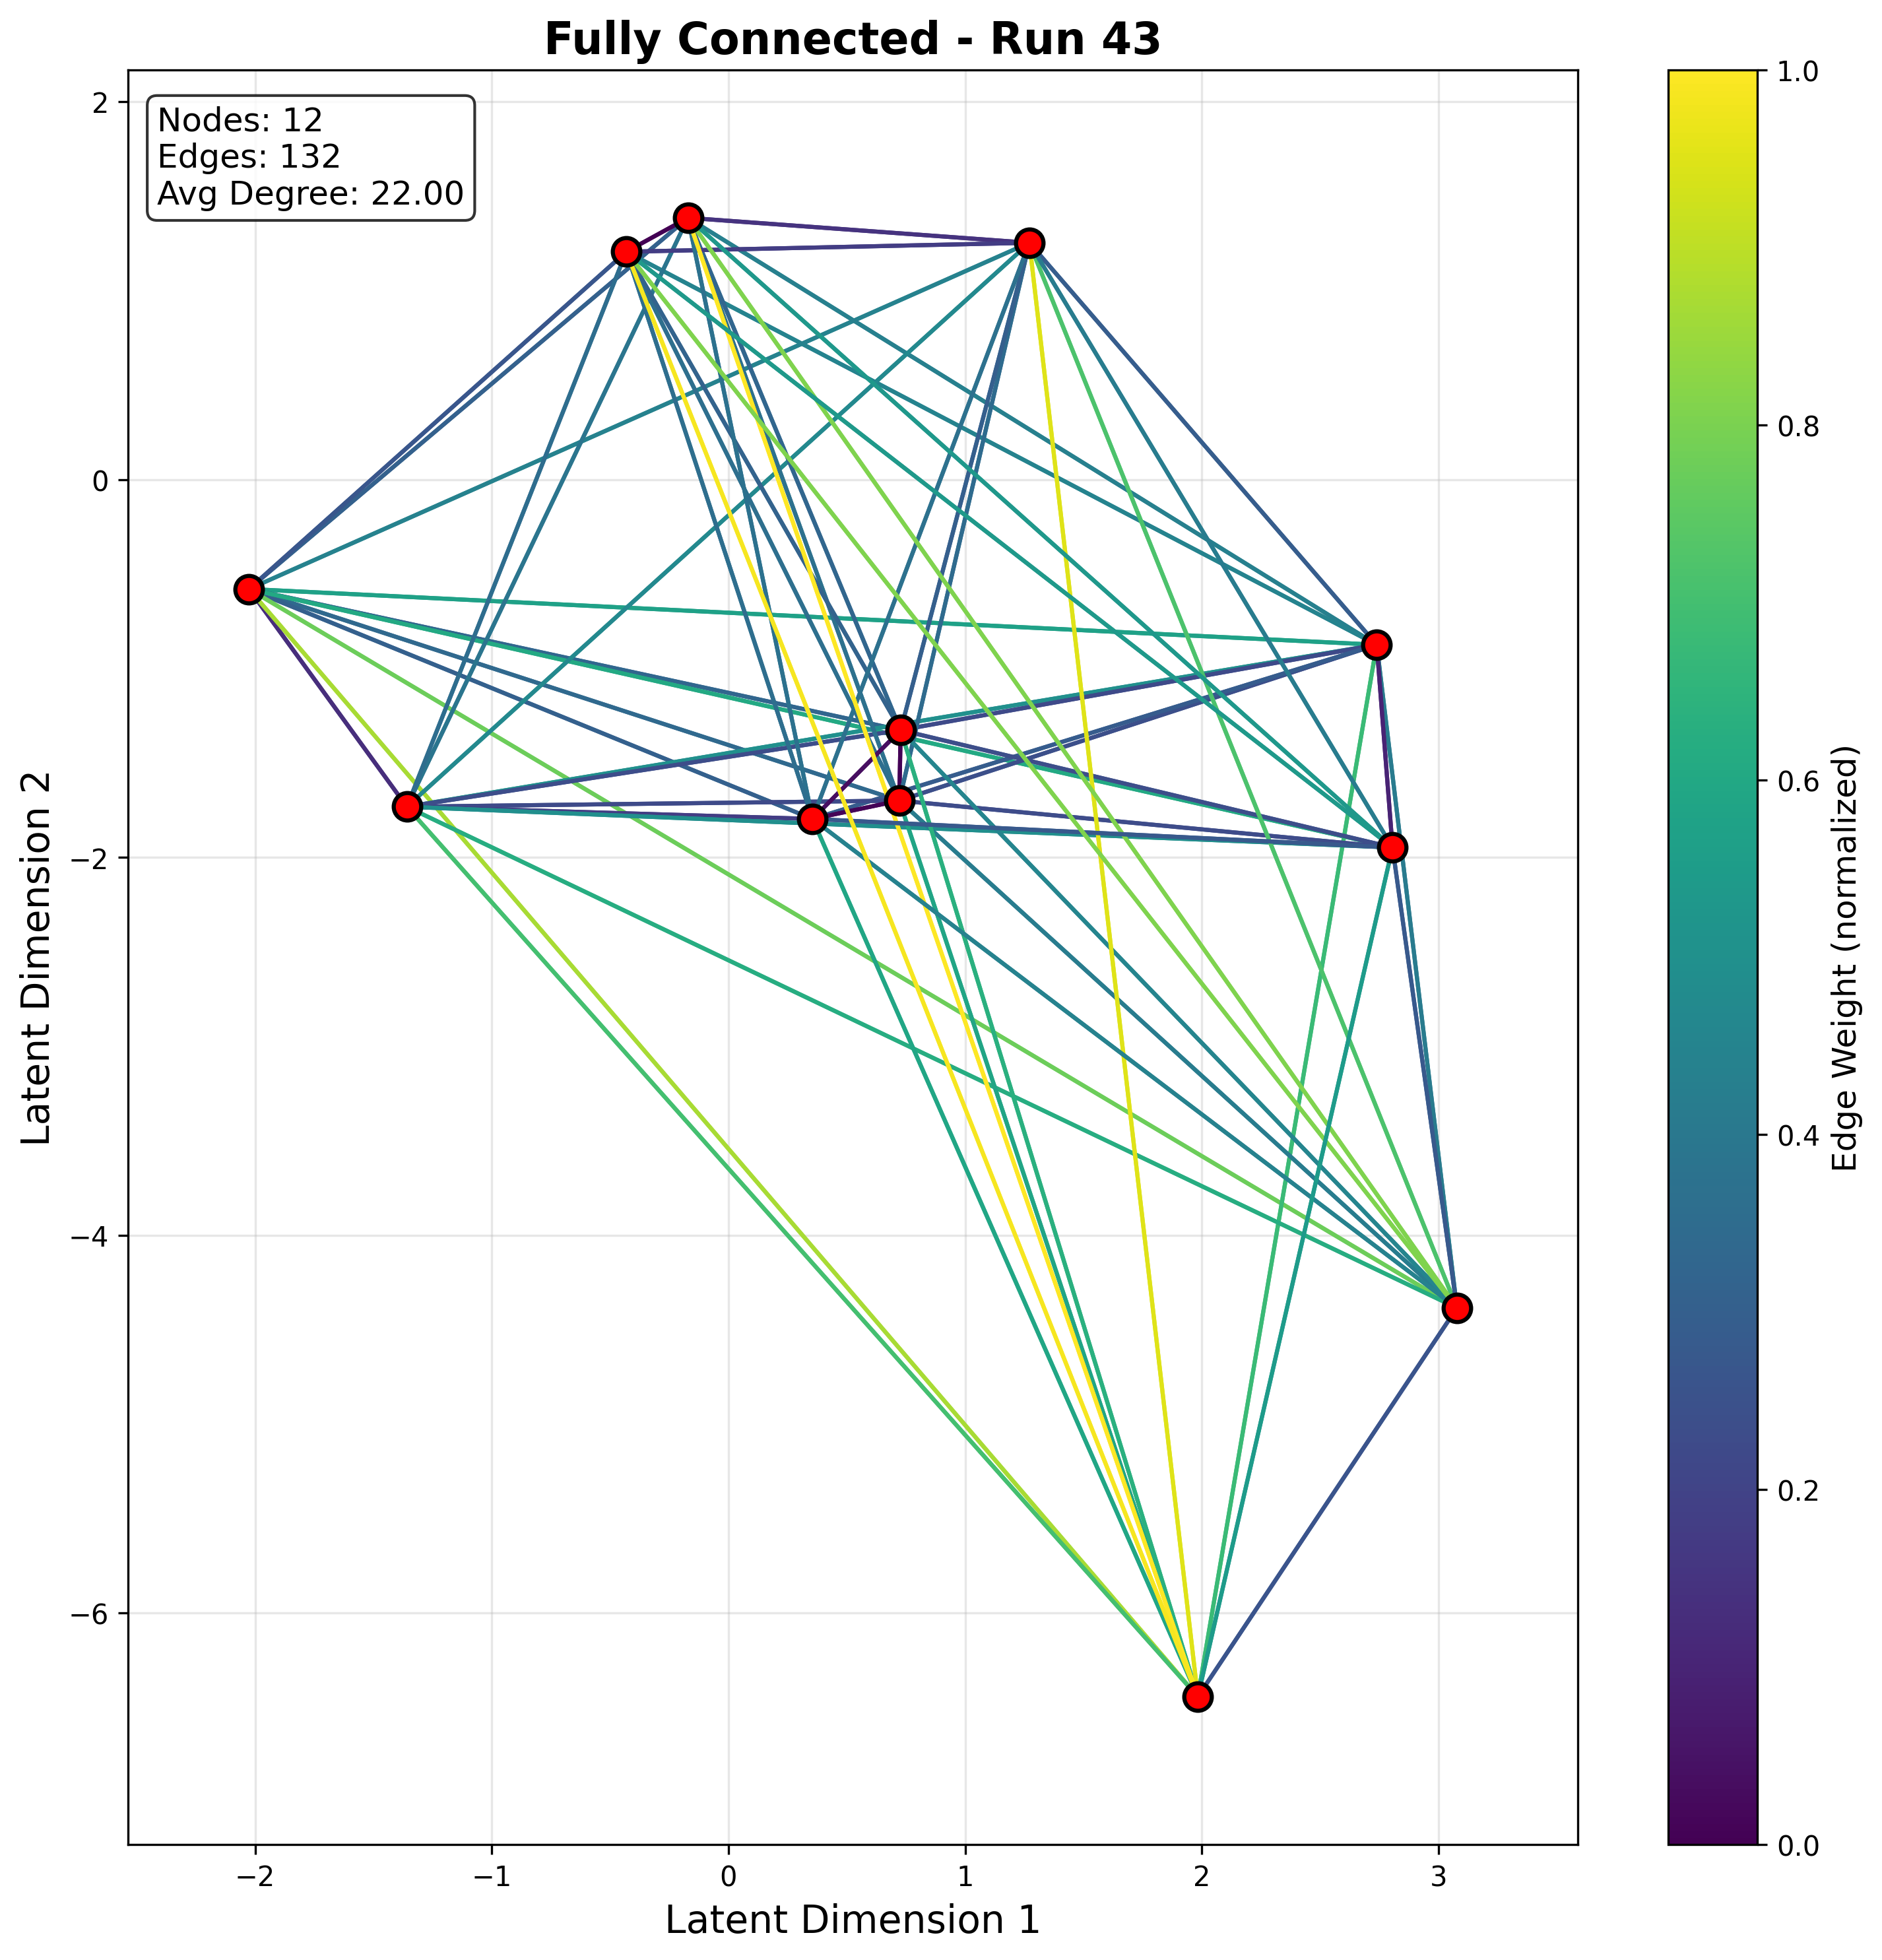 Fully Connected - Run 43
Nodes: 12
Edges: 132
Avg Degree: 22.00
2
0
−2
−4
−6
Latent Dimension 2
−2
−1
0
1
2
3
Latent Dimension 1
1.0
0.8
0.6
0.4
0.2
0.0
Edge Weight (normalized)